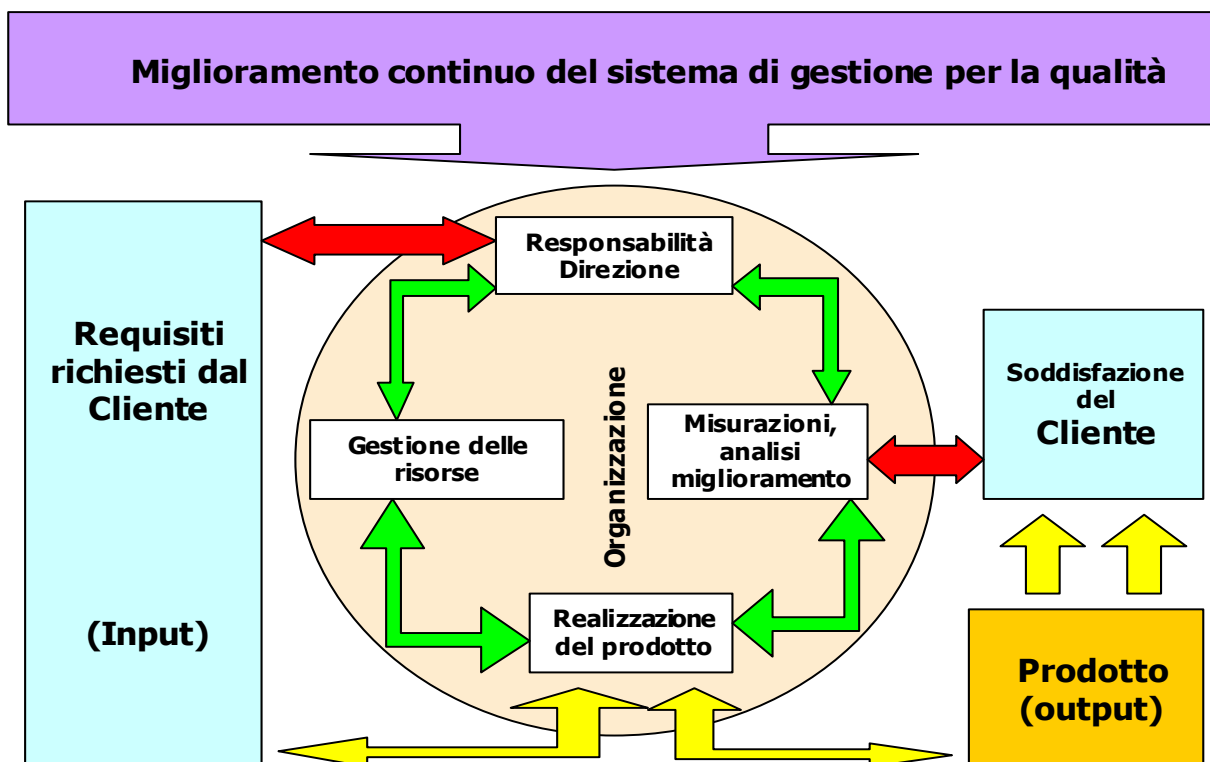 Miglioramento continuo del sistema di gestione per la qualità
Responsabilità
Direzione
Requisiti
richiesti dal
Cliente
(Input)
Gestione delle
risorse
Organizzazione
Misurazioni,
analisi
miglioramento
Soddisfazione
del
Cliente
Realizzazione
del prodotto
Prodotto
(output)